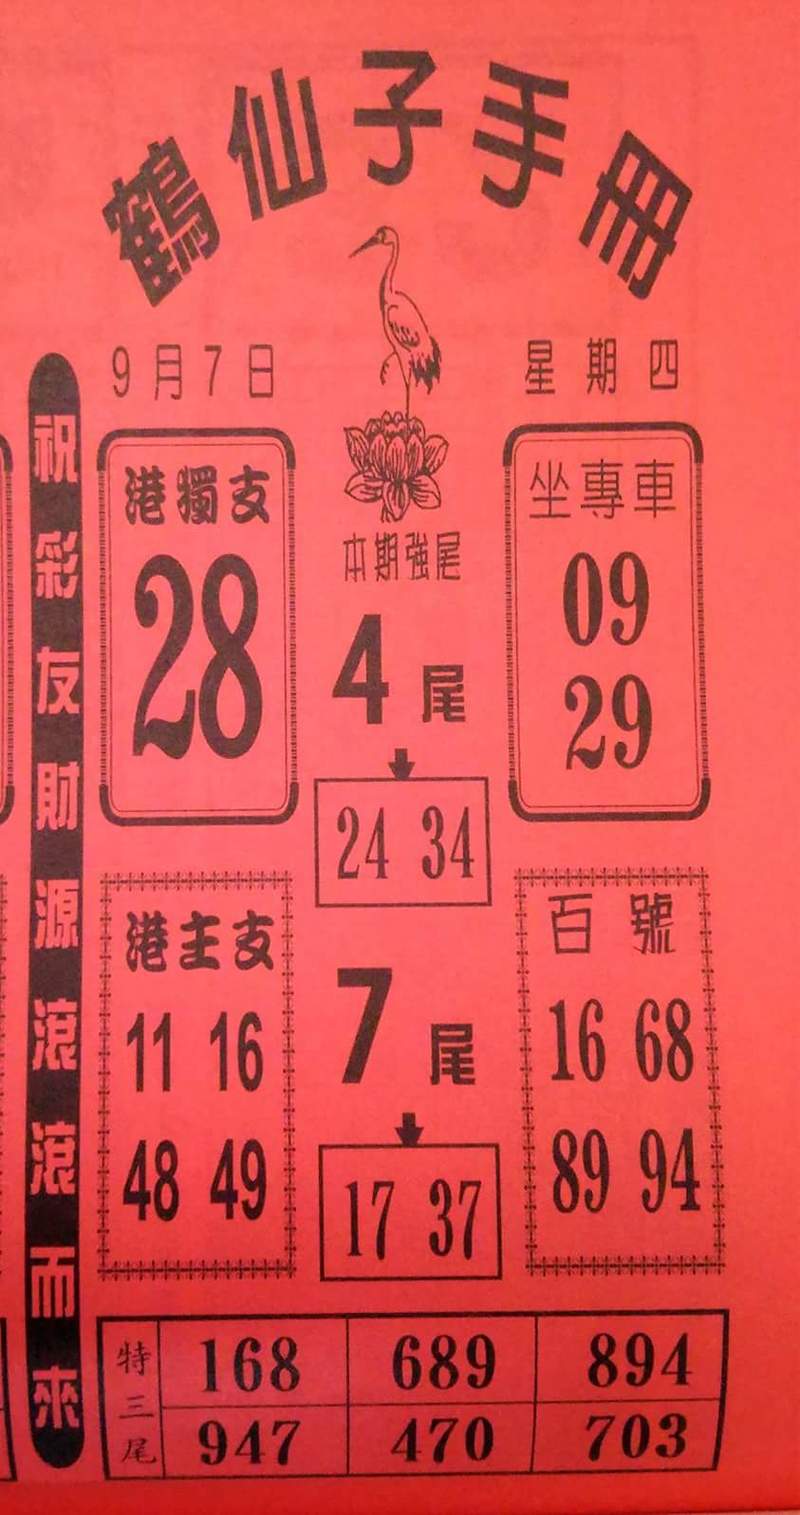 鶴仙子手冊
9月7日
星期四
祝彩友財源滾滾而來
港獨支
28
本期強尾
4尾
24 34
坐專車
09
29
港主支
11 16
48 49
7尾
17 37
百號
16 68
89 94
特三尾
168 689 894
947 470 703